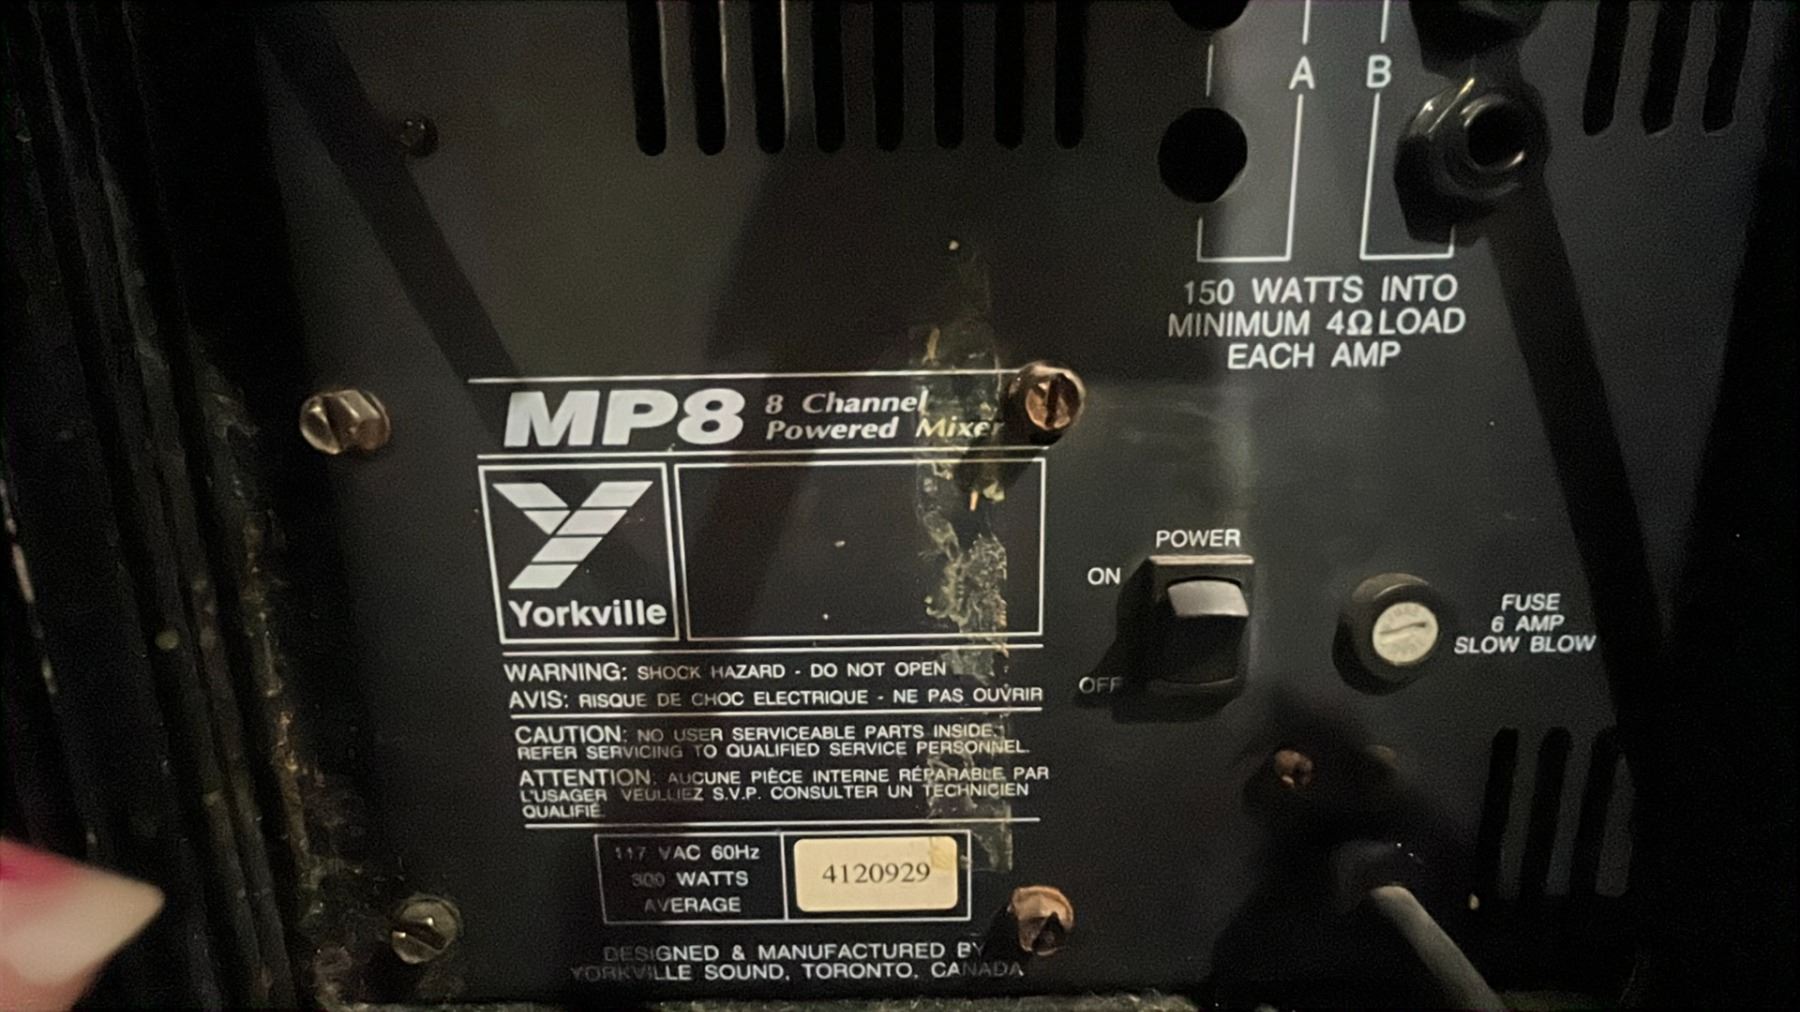 A B
150 WATTS INTO
MINIMUM 4Ω LOAD
EACH AMP
MP8 8 Channel
Powered Mixer
Yorkville
POWER
ON
OFF
FUSE
6 AMP
SLOW BLOW
WARNING: SHOCK HAZARD - DO NOT OPEN
AVIS: RISQUE DE CHOC ELECTRIQUE - NE PAS OUVRIR
CAUTION: NO USER SERVICEABLE PARTS INSIDE.
REFER SERVICING TO QUALIFIED SERVICE PERSONNEL.
ATTENTION: AUCUNE PIÈCE INTERNE RÉPARABLE PAR
L'USAGER VEULLIEZ S.V.P. CONSULTER UN TECHNICIEN
QUALIFIÉ.
117 VAC 60Hz
300 WATTS
AVERAGE
4120929
DESIGNED & MANUFACTURED BY
YORKVILLE SOUND, TORONTO, CANADA